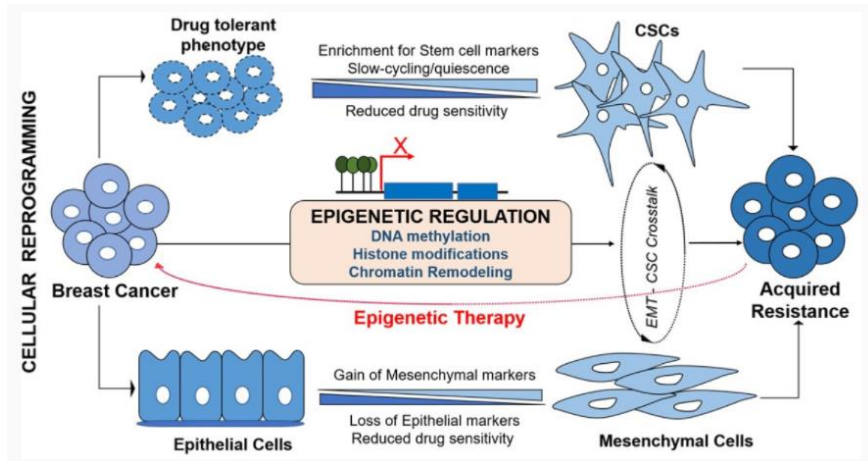 CELLULAR REPROGRAMMING
Drug tolerant
phenotype
Enrichment for Stem cell markers
Slow-cycling/quiescence
Reduced drug sensitivity
CSCs
X
EPIGENETIC REGULATION
DNA methylation
Histone modifications
Chromatin Remodeling
Breast Cancer
EMT - CSC Crosstalk
Acquired
Resistance
Epigenetic Therapy
Gain of Mesenchymal markers
Loss of Epithelial markers
Reduced drug sensitivity
Epithelial Cells
Mesenchymal Cells